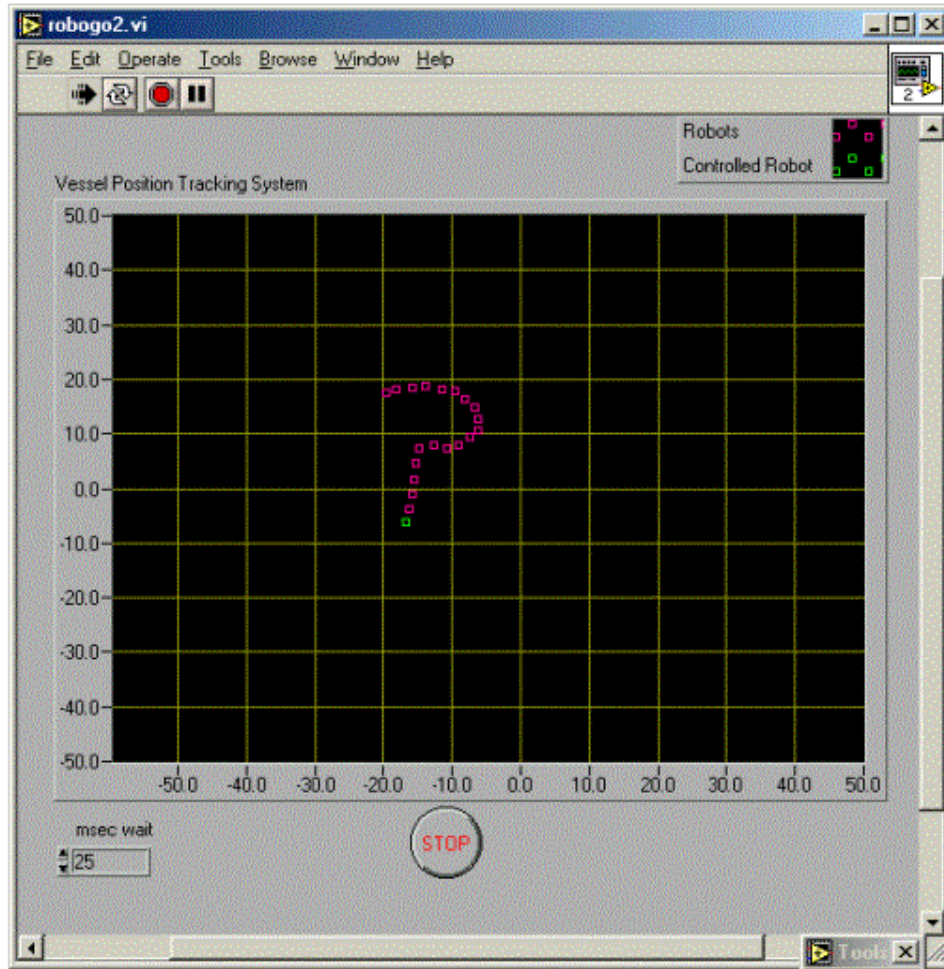 robogo2.vi
File Edit Operate Tools Browse Window Help
2
Robots
Controlled Robot
Vessel Position Tracking System
50.0
40.0
30.0
20.0
10.0
0.0
-10.0
-20.0
-30.0
-40.0
-50.0
-50.0 -40.0 -30.0 -20.0 -10.0 0.0 10.0 20.0 30.0 40.0 50.0
msec wait
25
STOP
Tools